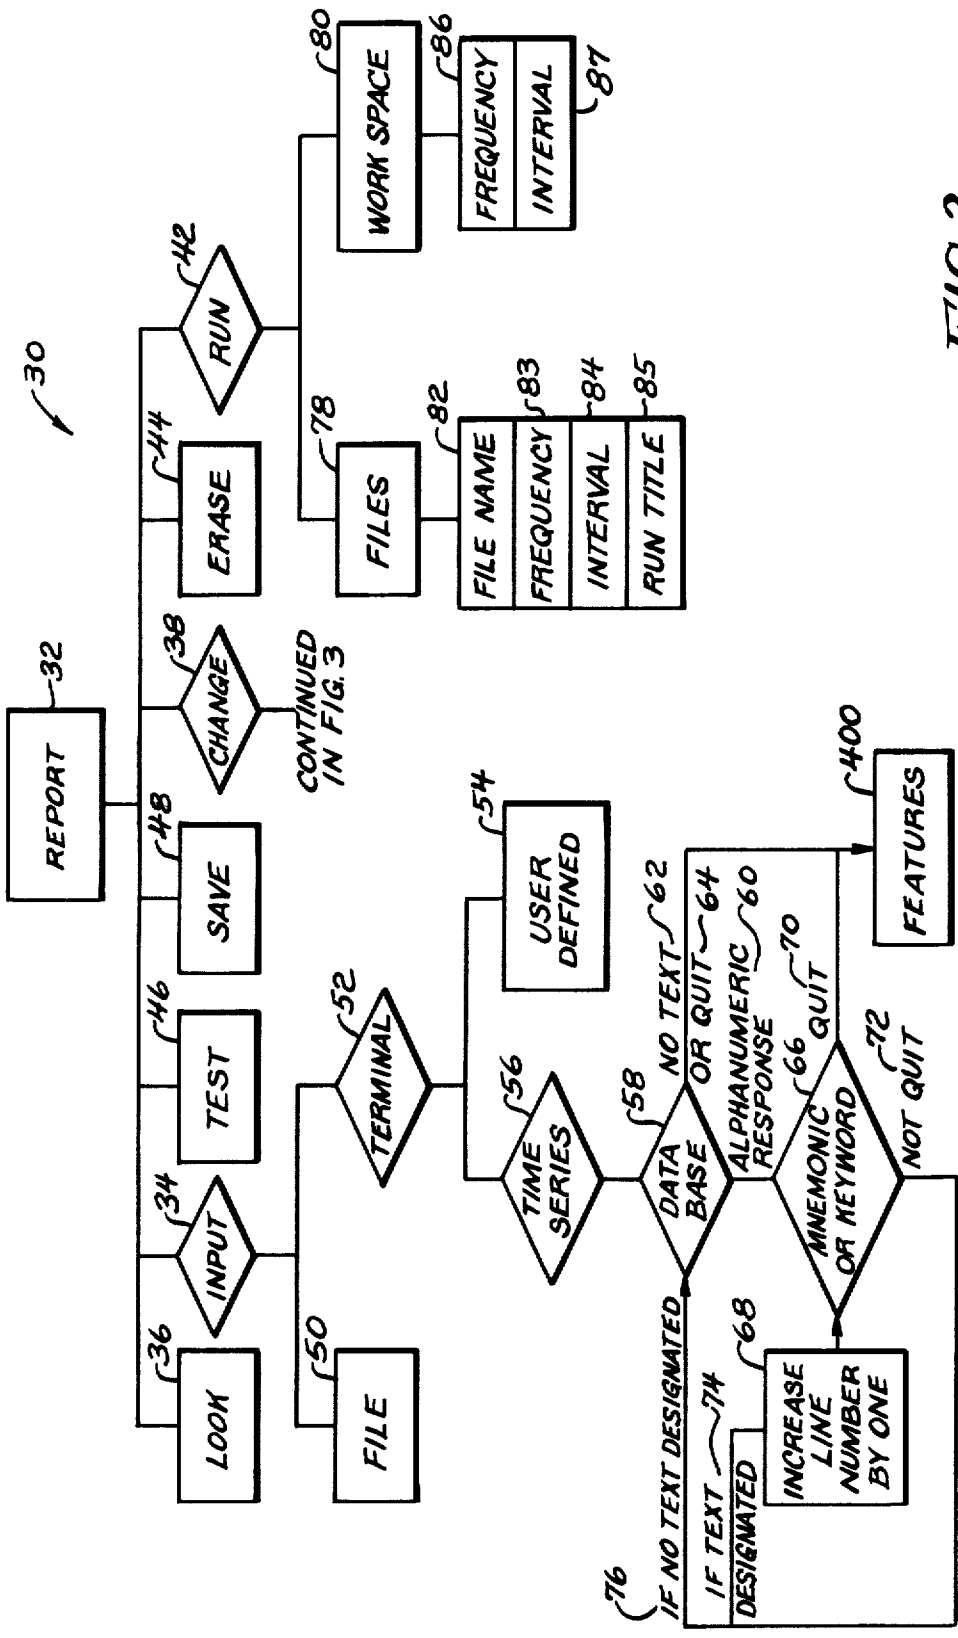 30
REPORT
32
LOOK
36
INPUT
34
TEST
46
SAVE
48
CHANGE
38
CONTINUED
IN FIG. 3
ERASE
44
RUN
42
FILE
50
TERMINAL
52
FILES
78
WORK SPACE
80
TIME
SERIES
56
USER
DEFINED
54
FILE NAME
82
FREQUENCY
83
INTERVAL
84
RUN TITLE
85
FREQUENCY
86
INTERVAL
87
DATA
BASE
58
NO TEXT
62
OR QUIT
64
ALPHANUMERIC
RESPONSE
60
76
IF NO TEXT DESIGNATED
IF TEXT
DESIGNATED
74
INCREASE
LINE
NUMBER
BY ONE
68
MNEMONIC
OR KEYWORD
66
QUIT
70
NOT QUIT
72
FEATURES
400